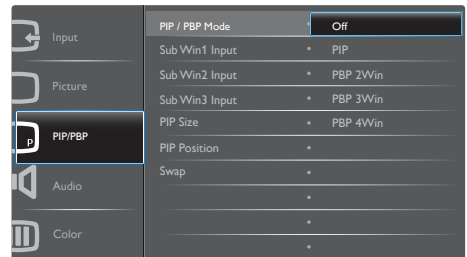 Input
Picture
P
PIP/PBP
Audio
Color
PIP / PBP Mode
Sub Win1 Input
Sub Win2 Input
Sub Win3 Input
PIP Size
PIP Position
Swap
Off
PIP
PBP 2Win
PBP 3Win
PBP 4Win